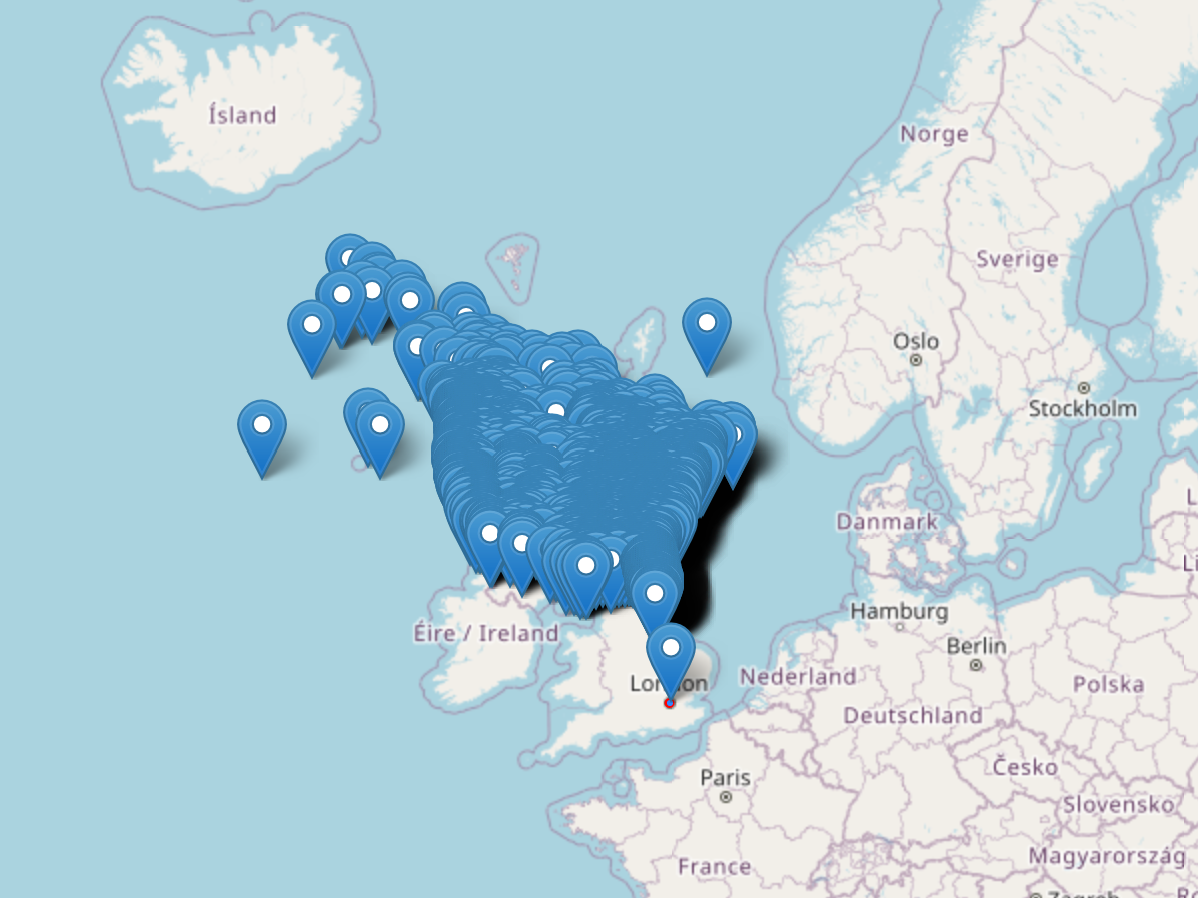 Ísland
Norge
Sverige
Oslo
Stockholm
Danmark
Hamburg
Éire / Ireland
Berlin
Nederland
London
Polska
Deutschland
Česko
Paris
Slovensko
Magyarország
France
Zagreb